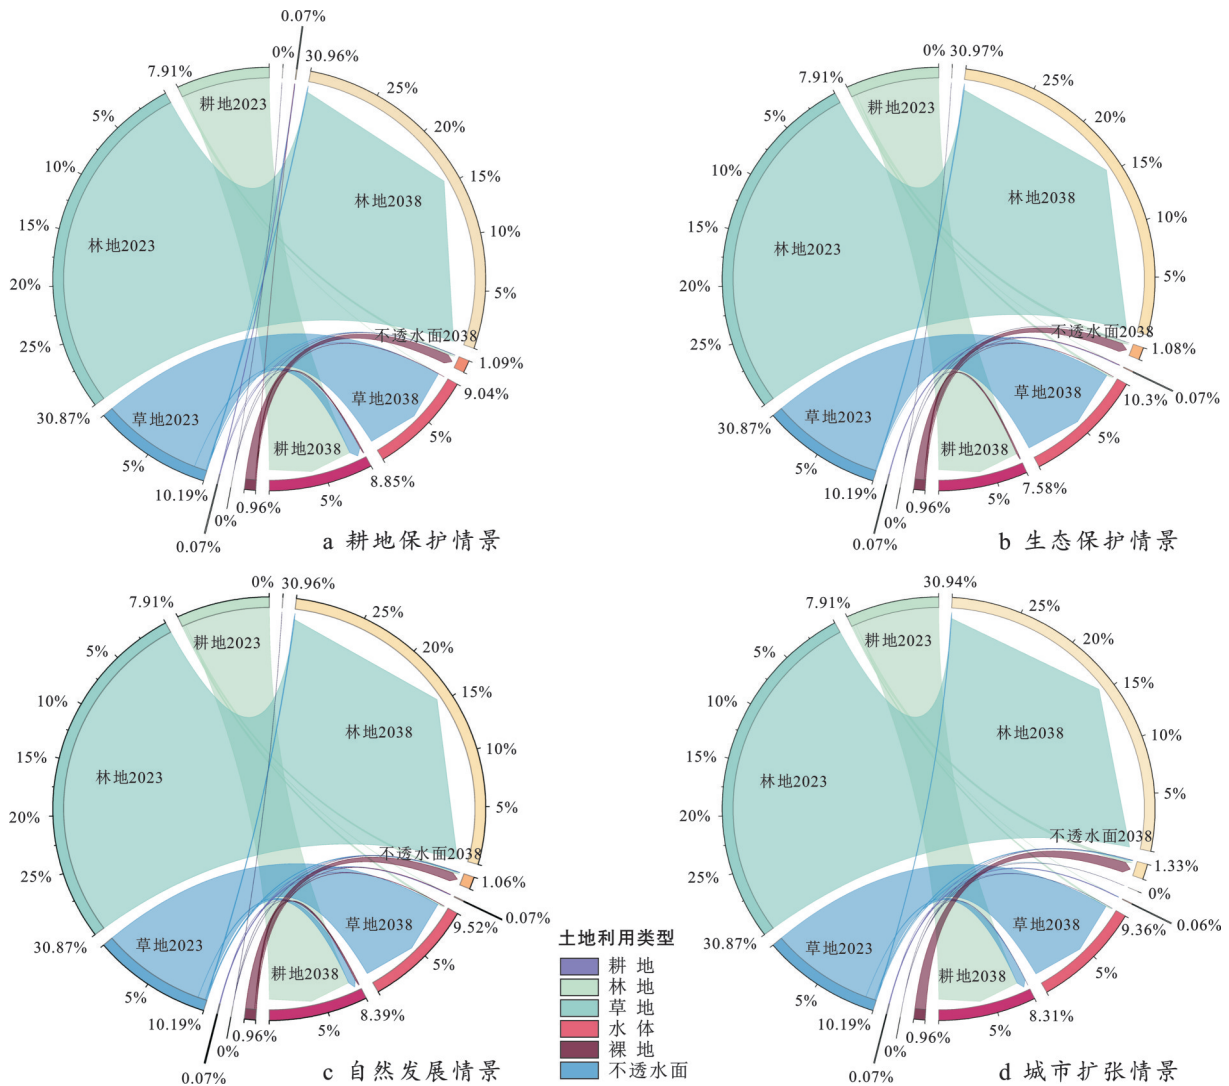 0.07%
0%
30.96%
7.91%
耕地2023
25%
20%
15%
10%
5%
5%
10%
15%
20%
25%
林地2023
林地2038
不透水面2038
1.09%
9.04%
30.87%
草地2023
草地2038
耕地2038
5%
5%
5%
10.19%
8.85%
0.96%
0%
0.07%
a 耕地保护情景
0%
30.97%
7.91%
耕地2023
25%
20%
15%
10%
5%
5%
10%
15%
20%
25%
林地2023
林地2038
不透水面2038
1.08%
0.07%
10.3%
30.87%
草地2023
草地2038
耕地2038
5%
5%
5%
10.19%
7.58%
0.96%
0%
0.07%
b 生态保护情景
0%
30.96%
7.91%
耕地2023
25%
20%
15%
10%
5%
5%
10%
15%
20%
25%
林地2023
林地2038
不透水面2038
1.06%
0.07%
9.52%
30.87%
草地2023
草地2038
耕地2038
5%
5%
5%
10.19%
8.39%
0.96%
0%
0.07%
c 自然发展情景
土地利用类型
耕 地
林 地
草 地
水 体
裸 地
不透水面
30.94%
7.91%
耕地2023
25%
20%
15%
10%
5%
5%
10%
15%
20%
25%
林地2023
林地2038
不透水面2038
1.33%
0%
0.06%
9.36%
30.87%
草地2023
草地2038
耕地2038
5%
5%
5%
10.19%
8.31%
0.96%
0%
0.07%
d 城市扩张情景